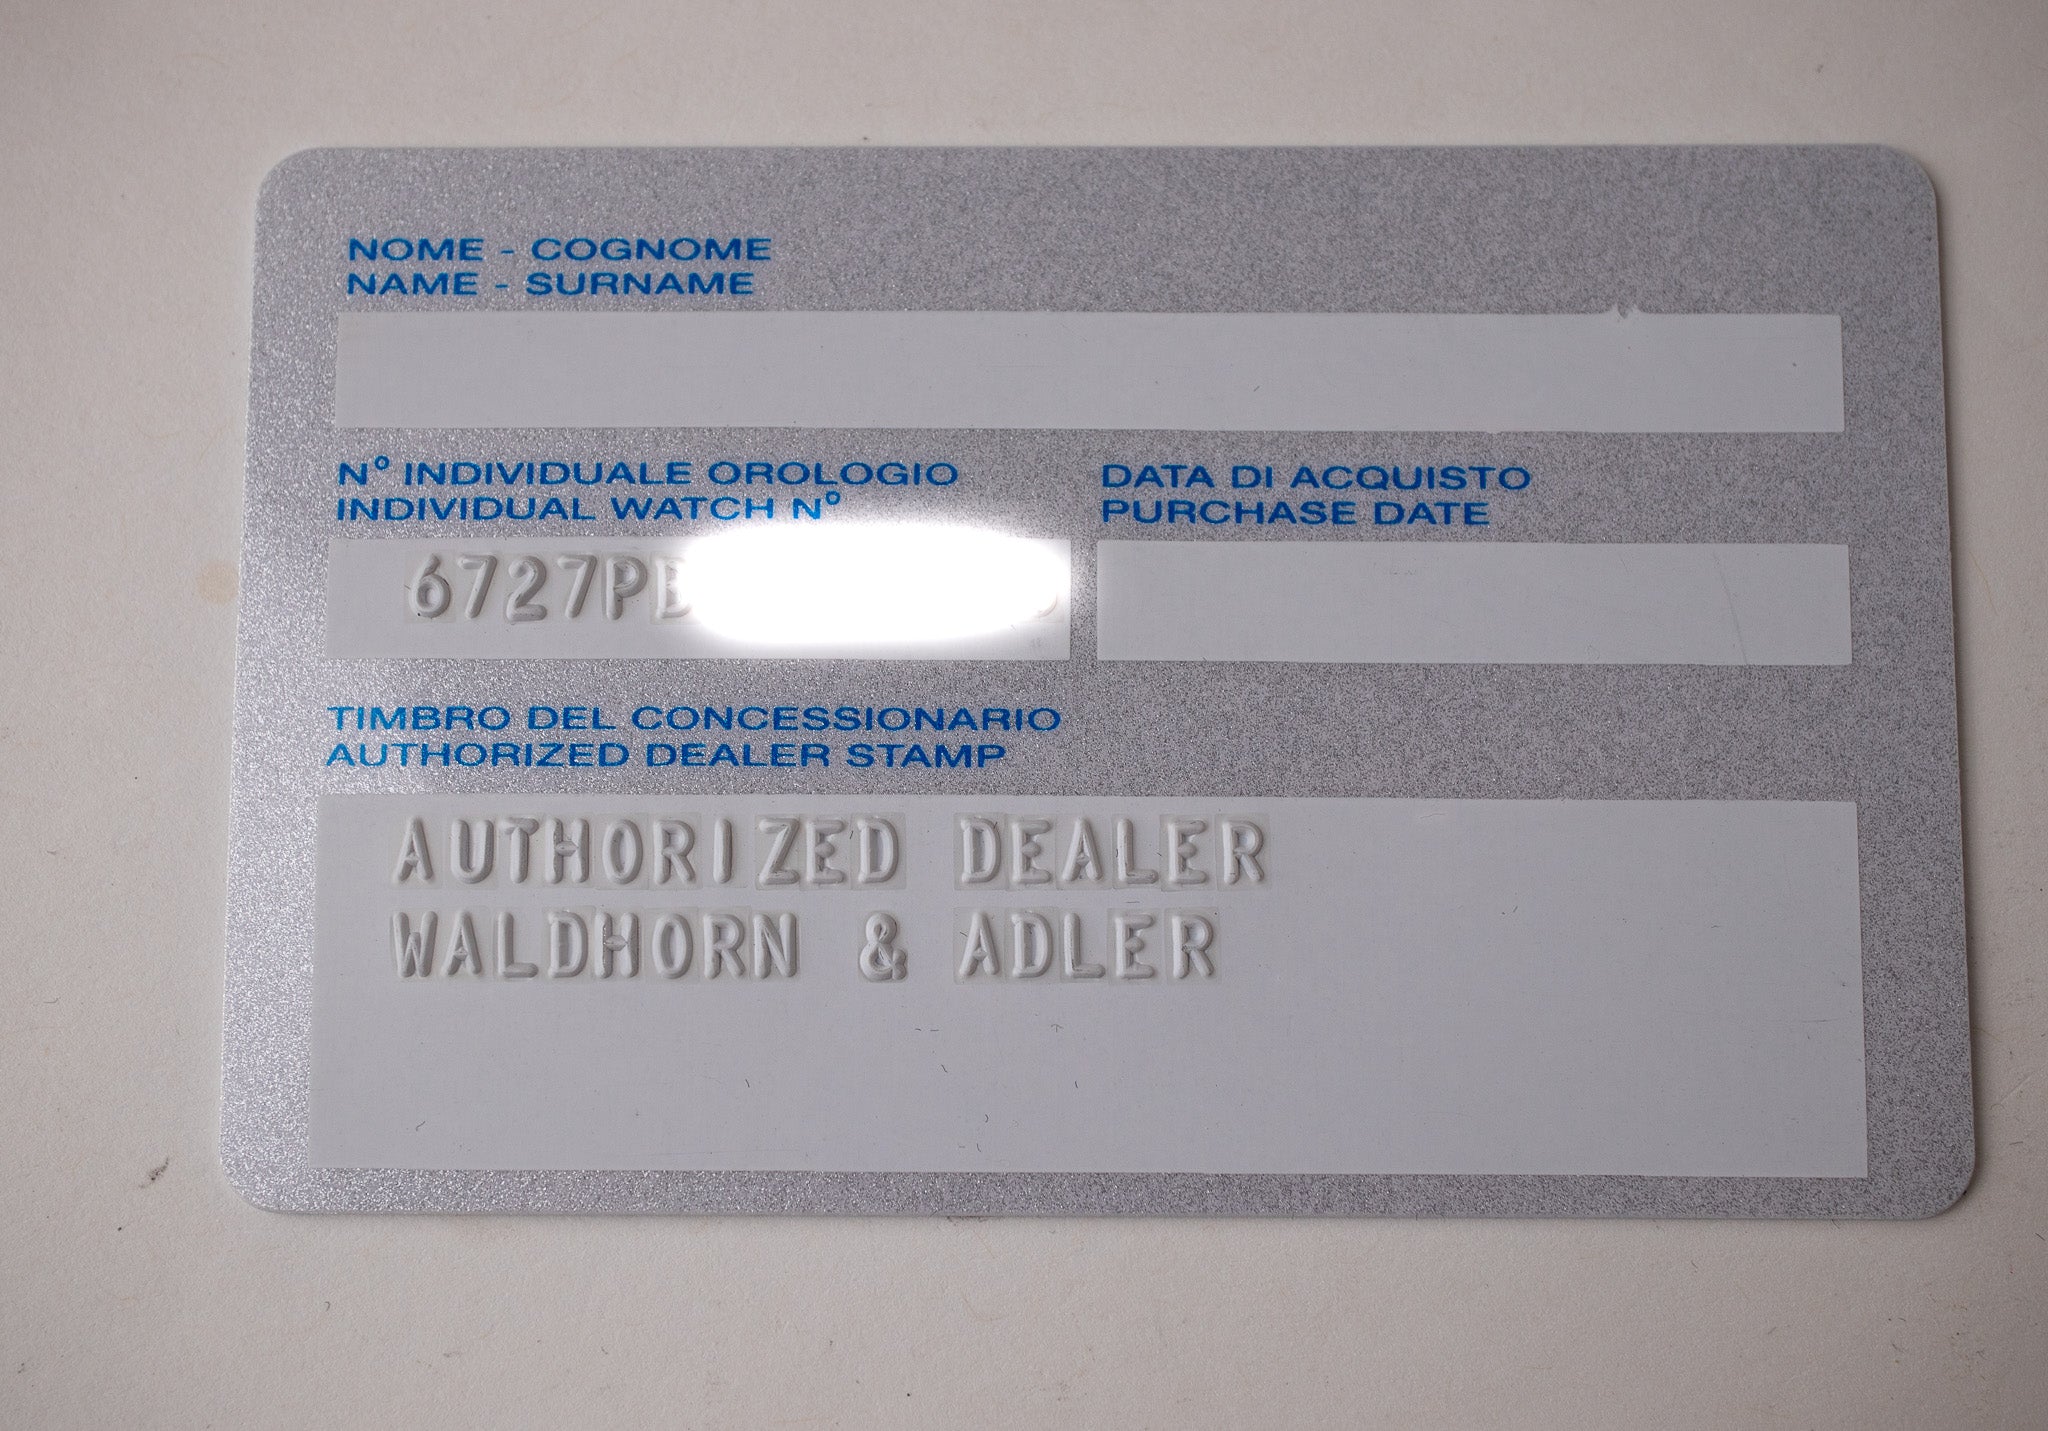 NOME - COGNOME
NAME - SURNAME
N° INDIVIDUALE OROLOGIO
INDIVIDUAL WATCH N°
DATA DI ACQUISTO
PURCHASE DATE
TIMBRO DEL CONCESSIONARIO
AUTHORIZED DEALER STAMP
AUTHORIZED DEALER
WALDHORN & ADLER